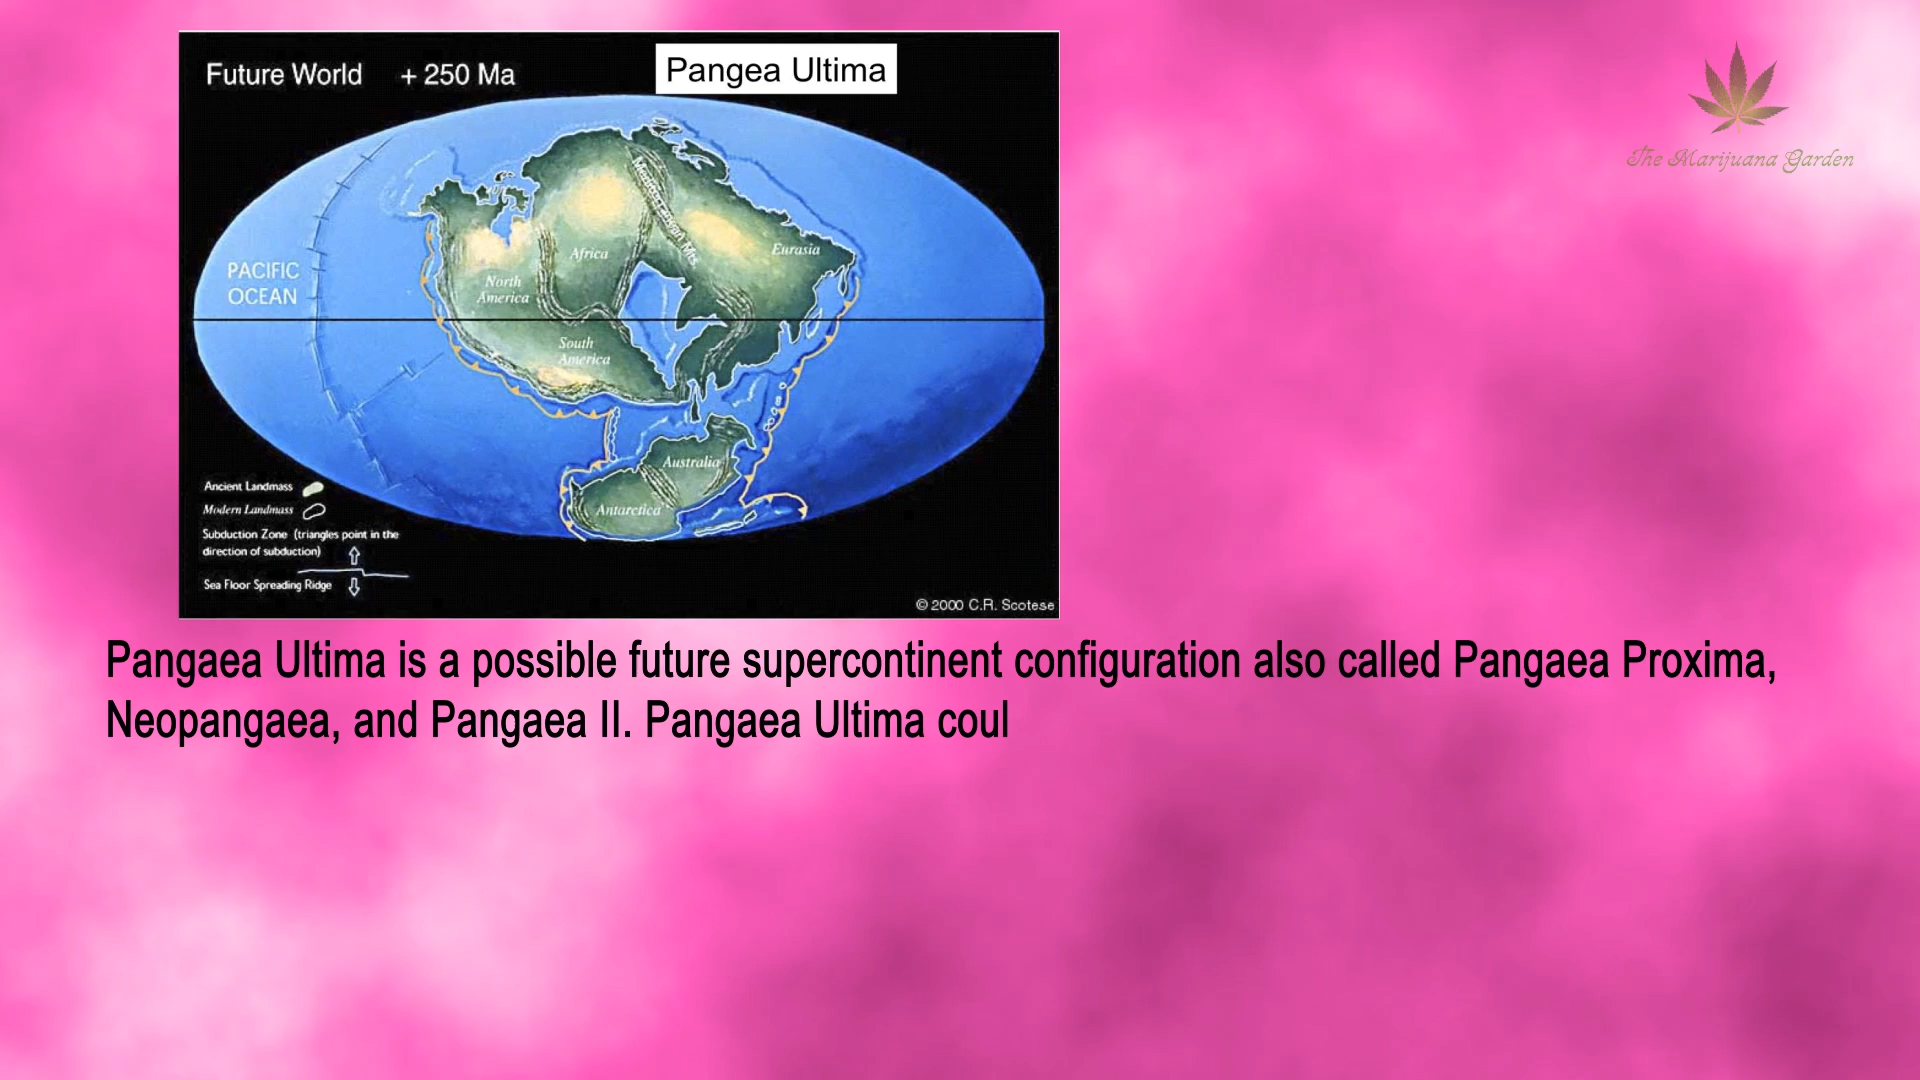 Future World + 250 Ma
Pangea Ultima
The Marijuana Garden
Mediterranean Mts.
Eurasia
Africa
PACIFIC
OCEAN
North
America
South
America
Australia
Antarctica
Ancient Landmass
Modern Landmass
Subduction Zone (triangles point in the
direction of subduction)
Sea Floor Spreading Ridge
© 2000 C.R. Scotese
Pangaea Ultima is a possible future supercontinent configuration also called Pangaea Proxima,
Neopangaea, and Pangaea II. Pangaea Ultima coul